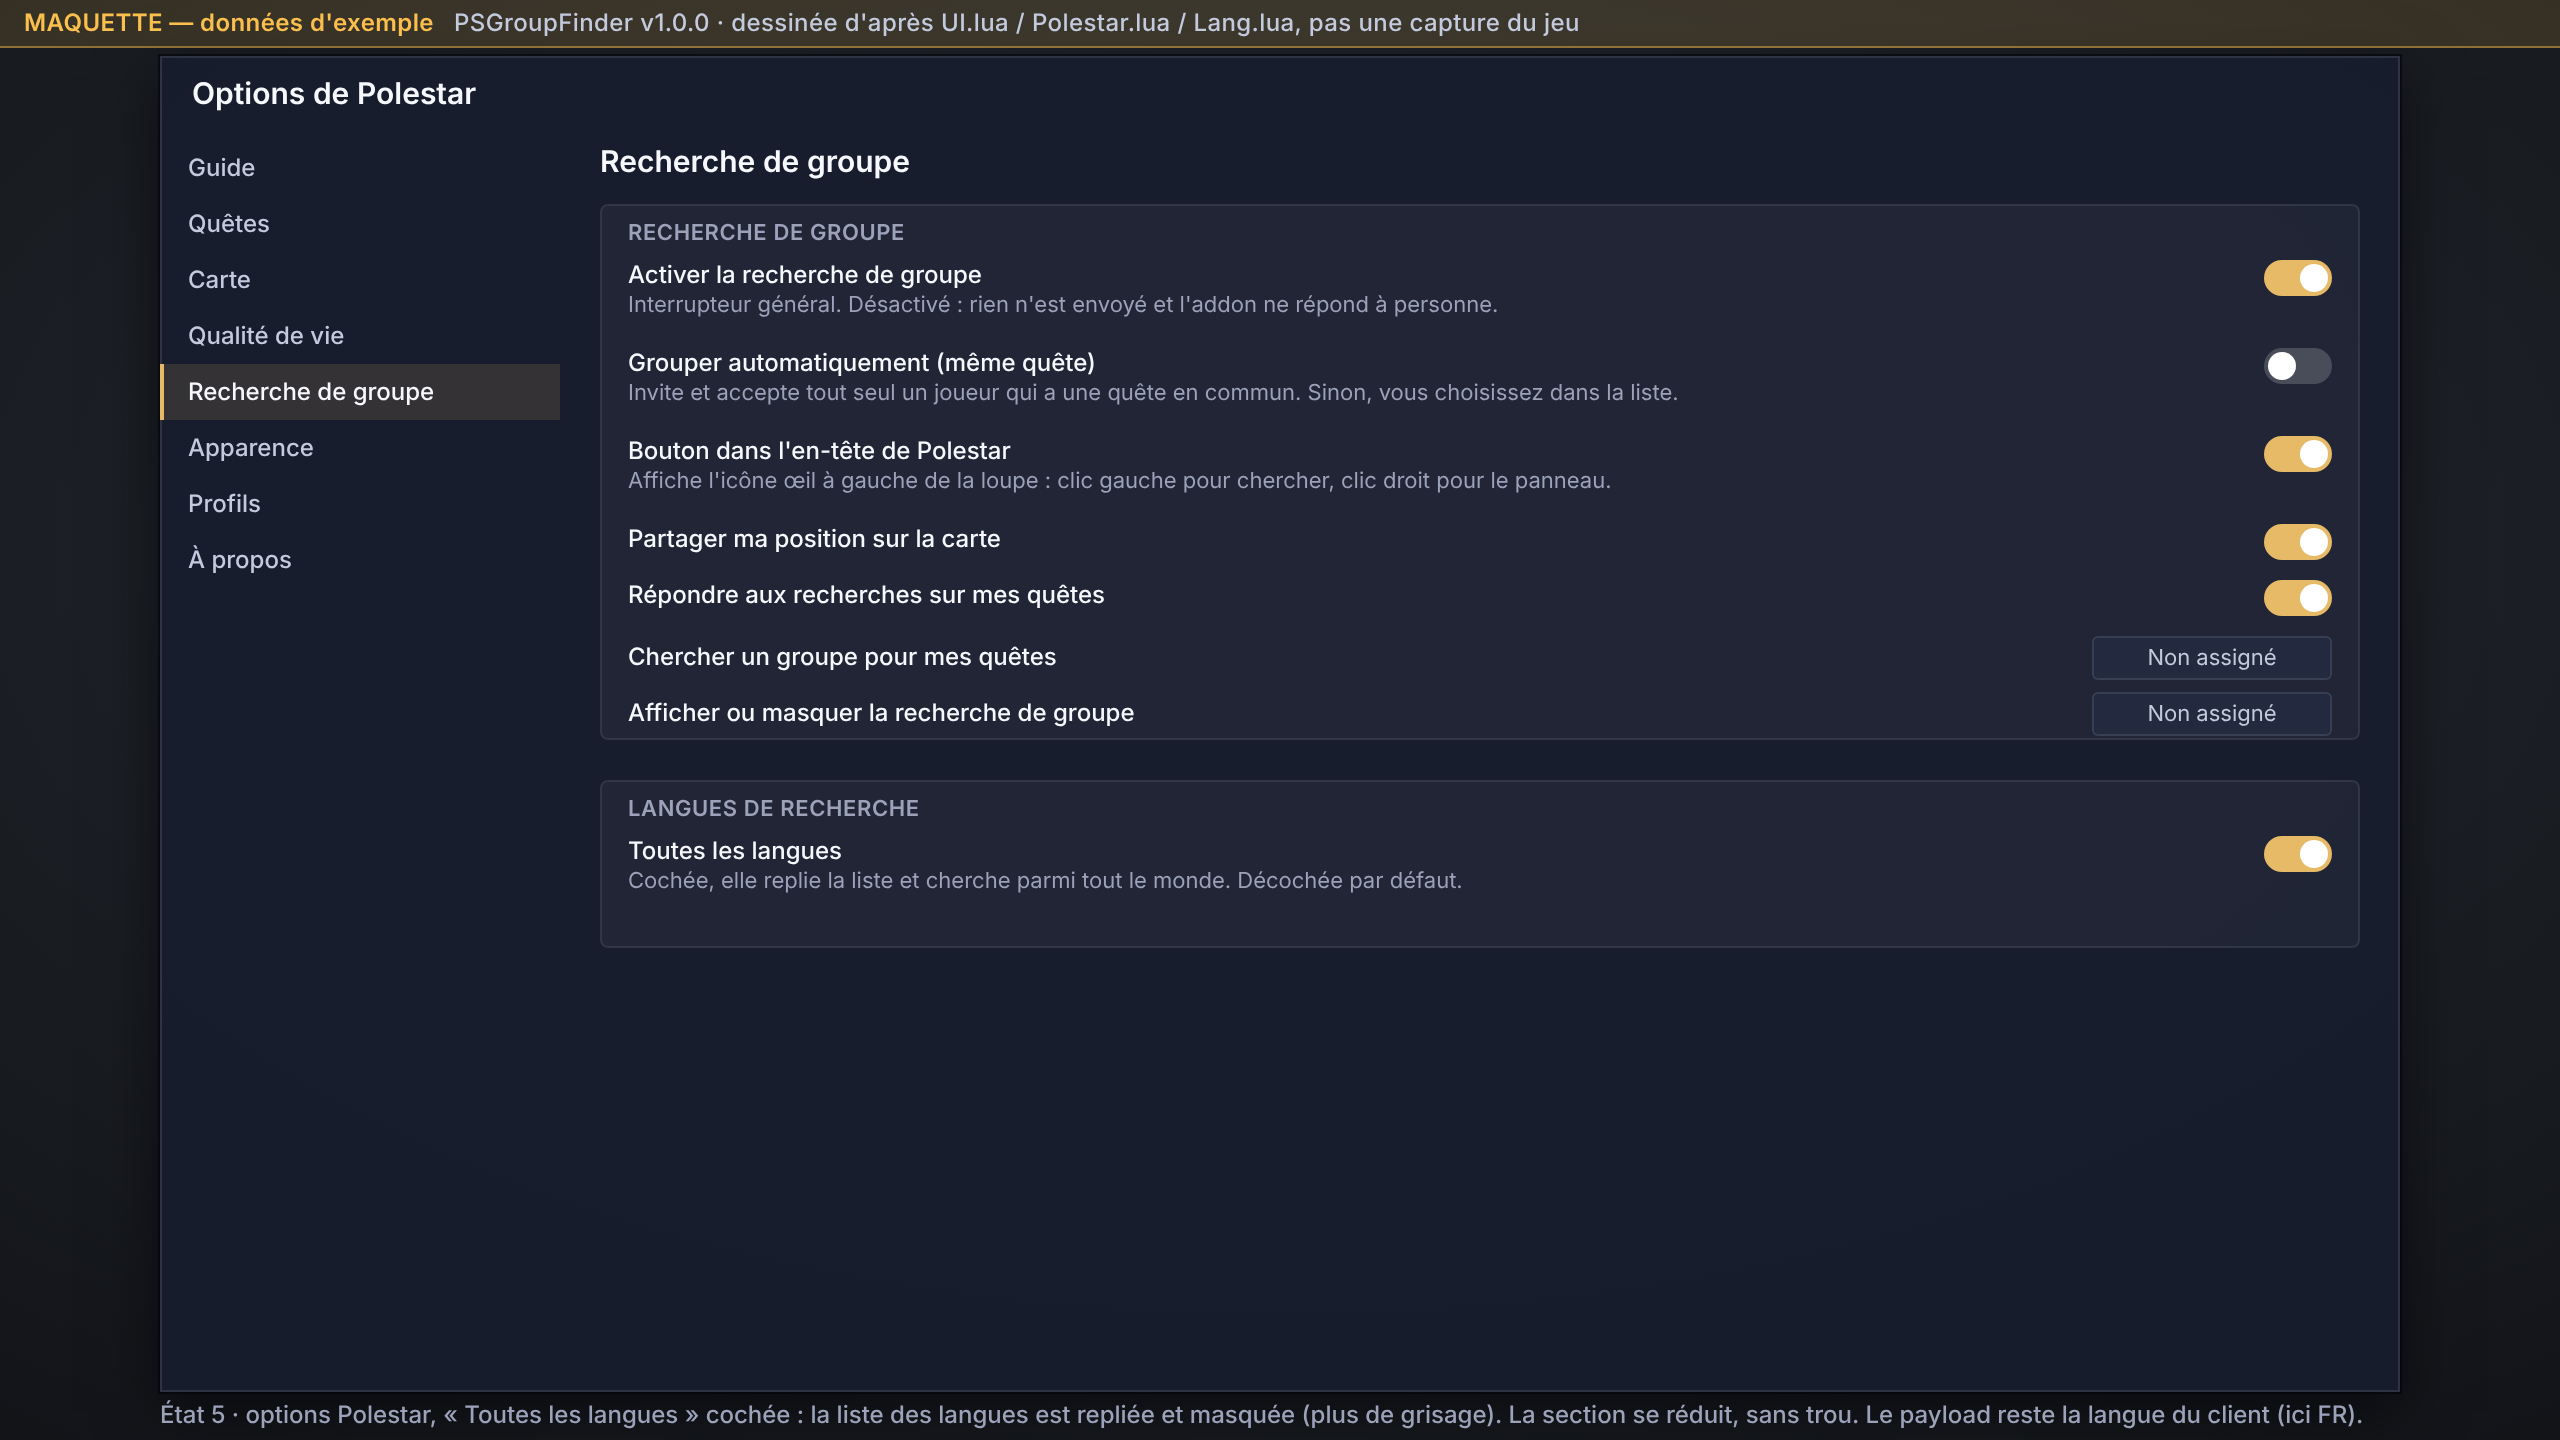 MAQUETTE — données d'exemple PSGroupFinder v1.0.0 · dessinée d'après UI.lua / Polestar.lua / Lang.lua, pas une capture du jeu
Options de Polestar
Guide
Quêtes
Carte
Qualité de vie
Recherche de groupe
Apparence
Profils
À propos
Recherche de groupe
RECHERCHE DE GROUPE
Activer la recherche de groupe
Interrupteur général. Désactivé : rien n'est envoyé et l'addon ne répond à personne.
Grouper automatiquement (même quête)
Invite et accepte tout seul un joueur qui a une quête en commun. Sinon, vous choisissez dans la liste.
Bouton dans l'en-tête de Polestar
Affiche l'icône œil à gauche de la loupe : clic gauche pour chercher, clic droit pour le panneau.
Partager ma position sur la carte
Répondre aux recherches sur mes quêtes
Chercher un groupe pour mes quêtes Non assigné
Afficher ou masquer la recherche de groupe Non assigné
LANGUES DE RECHERCHE
Toutes les langues
Cochée, elle replie la liste et cherche parmi tout le monde. Décochée par défaut.
État 5 · options Polestar, « Toutes les langues » cochée : la liste des langues est repliée et masquée (plus de grisage). La section se réduit, sans trou. Le payload reste la langue du client (ici FR).